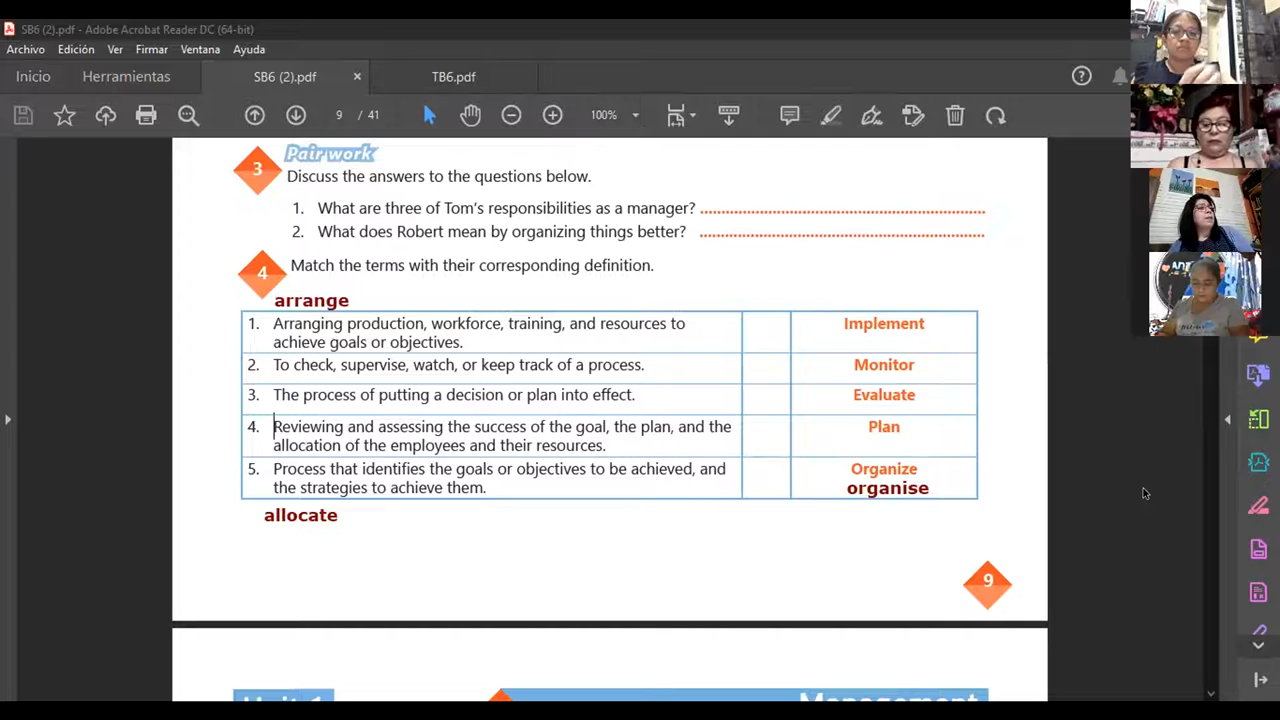 SB6 (2).pdf - Adobe Acrobat Reader DC (64-bit)
Archivo Edición Ver Firmar Ventana Ayuda
Inicio Herramientas SB6 (2).pdf × TB6.pdf
9 / 41 100%
3 Pair work
Discuss the answers to the questions below.
1. What are three of Tom's responsibilities as a manager?
2. What does Robert mean by organizing things better?
4 Match the terms with their corresponding definition.
arrange
1. Arranging production, workforce, training, and resources to
achieve goals or objectives.
Implement
2. To check, supervise, watch, or keep track of a process.
Monitor
3. The process of putting a decision or plan into effect.
Evaluate
4. Reviewing and assessing the success of the goal, the plan, and the
allocation of the employees and their resources.
Plan
5. Process that identifies the goals or objectives to be achieved, and
the strategies to achieve them.
Organize
organise
allocate
9
Unit 1 Management